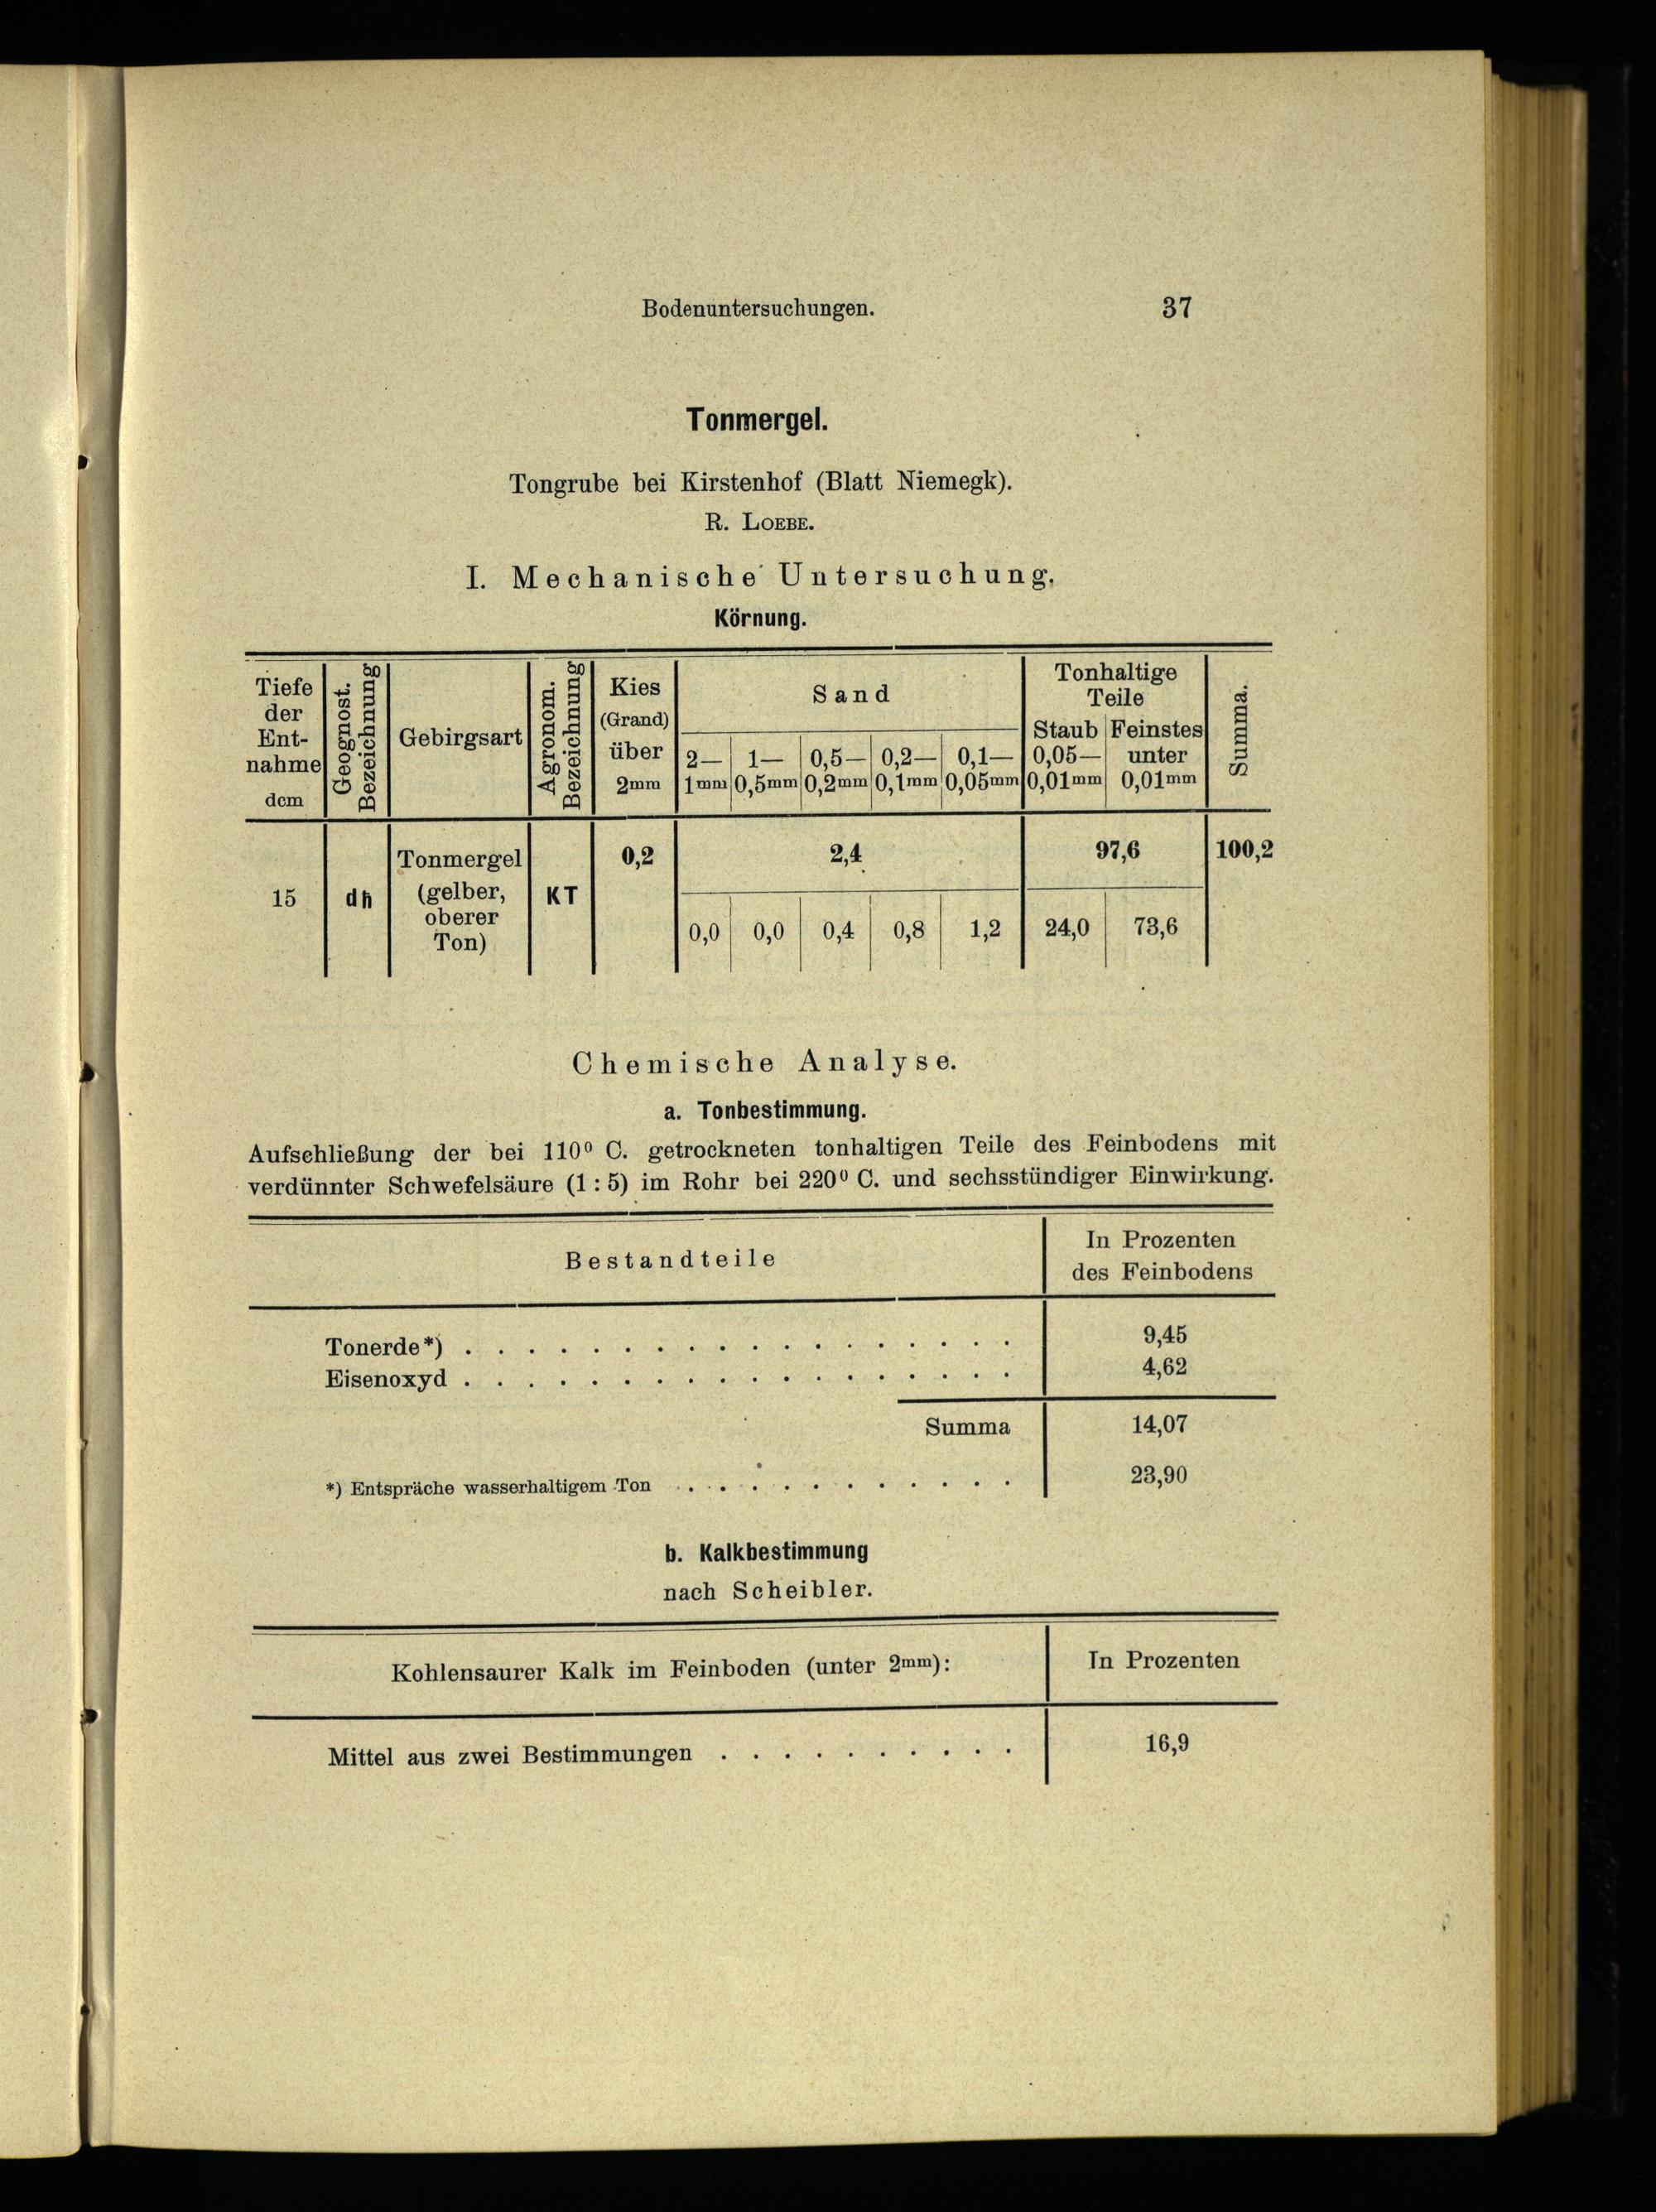 Bodenuntersuchungen. 37
Tonmergel.
Tongrube bei Kirstenhof (Blatt Niemegk).
R. LOEBE.
I. Mechanische Untersuchung.
Körnung.
Tiefe der Ent- nahme dcm
Geognost. Bezeichnung
Gebirgsart
Agronom. Bezeichnung
Kies (Grand) über 2mm
Sand
2— 1mm 1— 0,5mm 0,5— 0,2mm 0,2— 0,1mm 0,1— 0,05mm
Tonhaltige Teile
Staub 0,05— 0,01mm Feinstes unter 0,01mm
Summa.
15 dh Tonmergel (gelber, oberer Ton) KT 0,2 2,4 97,6 100,2
0,0 0,0 0,4 0,8 1,2 24,0 73,6
Chemische Analyse.
a. Tonbestimmung.
Aufschließung der bei 110⁰ C. getrockneten tonhaltigen Teile des Feinbodens mit
verdünnter Schwefelsäure (1 : 5) im Rohr bei 220⁰ C. und sechsstündiger Einwirkung.
Bestandteile In Prozenten des Feinbodens
Tonerde*) . . . . . . . . . . . . . . . . . . 9,45
Eisenoxyd . . . . . . . . . . . . . . . . . . 4,62
Summa 14,07
*) Entspräche wasserhaltigem Ton . . . . . . . . . . . 23,90
b. Kalkbestimmung
nach Scheibler.
Kohlensaurer Kalk im Feinboden (unter 2mm): In Prozenten
Mittel aus zwei Bestimmungen . . . . . . . . . . 16,9